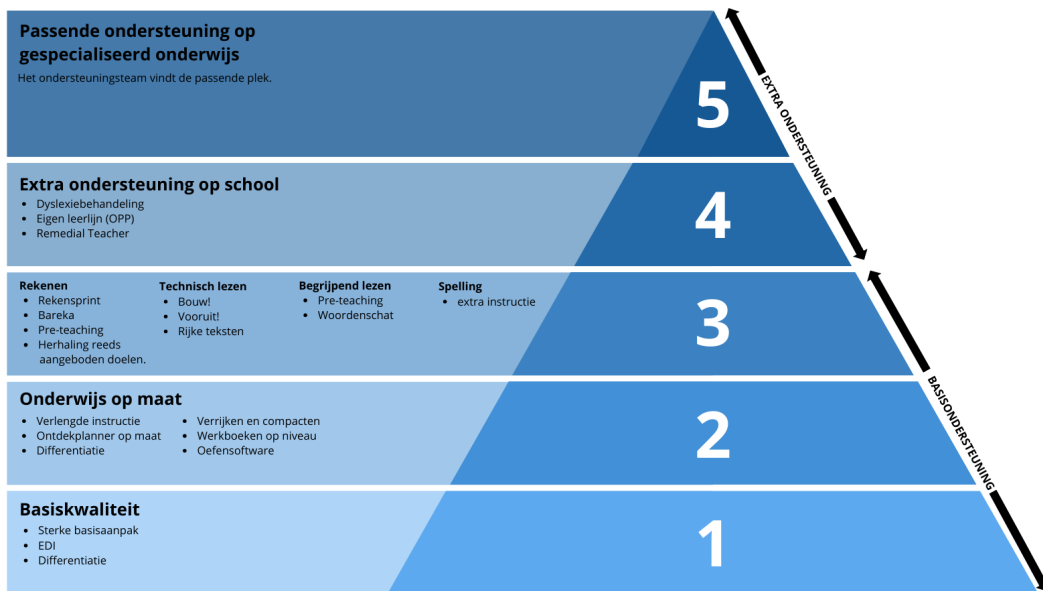 Passende ondersteuning op
gespecialiseerd onderwijs
Het ondersteuningsteam vindt de passende plek.
5
EXTRA ONDERSTEUNING
Extra ondersteuning op school
• Dyslexiebehandeling
• Eigen leerlijn (OPP)
• Remedial Teacher
4
Rekenen
• Rekensprint
• Bareka
• Pre-teaching
• Herhaling reeds
aangeboden doelen.
Technisch lezen
• Bouw!
• Vooruit!
• Rijke teksten
Begrijpend lezen
• Pre-teaching
• Woordenschat
Spelling
• extra instructie
3
BASISONDERSTEUNING
Onderwijs op maat
• Verlengde instructie
• Ontdekplanner op maat
• Differentiatie
• Verrijken en compacten
• Werkboeken op niveau
• Oefensoftware
2
Basiskwaliteit
• Sterke basisaanpak
• EDI
• Differentiatie
1